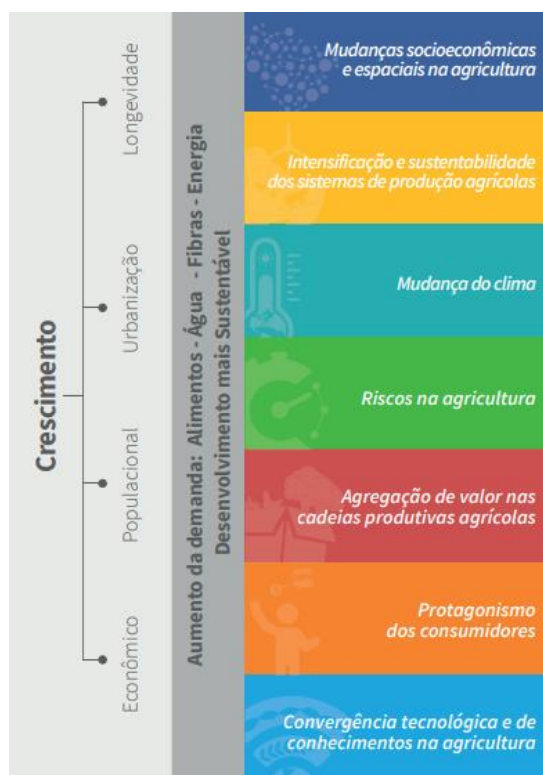 Crescimento
Econômico
Populacional
Urbanização
Longevidade
Aumento da demanda: Alimentos - Água - Fibras - Energia
Desenvolvimento mais Sustentável
Mudanças socioeconômicas
e espaciais na agricultura
Intensificação e sustentabilidade
dos sistemas de produção agrícolas
Mudança do clima
Riscos na agricultura
Agregação de valor nas
cadeias produtivas agrícolas
Protagonismo
dos consumidores
Convergência tecnológica e de
conhecimentos na agricultura